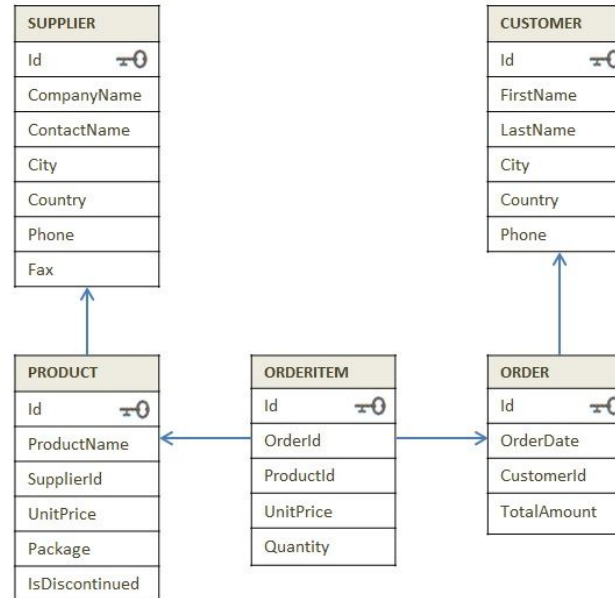 SUPPLIER
Id
CompanyName
ContactName
City
Country
Phone
Fax
CUSTOMER
Id
FirstName
LastName
City
Country
Phone
PRODUCT
Id
ProductName
SupplierId
UnitPrice
Package
IsDiscontinued
ORDERITEM
Id
OrderId
ProductId
UnitPrice
Quantity
ORDER
Id
OrderDate
CustomerId
TotalAmount